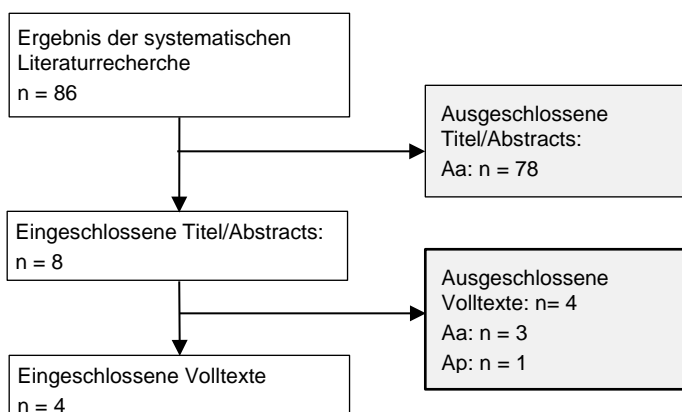 Ergebnis der systematischen
Literaturrecherche
n = 86
Ausgeschlossene
Titel/Abstracts:
Aa: n = 78
Eingeschlossene Titel/Abstracts:
n = 8
Ausgeschlossene
Volltexte: n= 4
Aa: n = 3
Ap: n = 1
Eingeschlossene Volltexte
n = 4